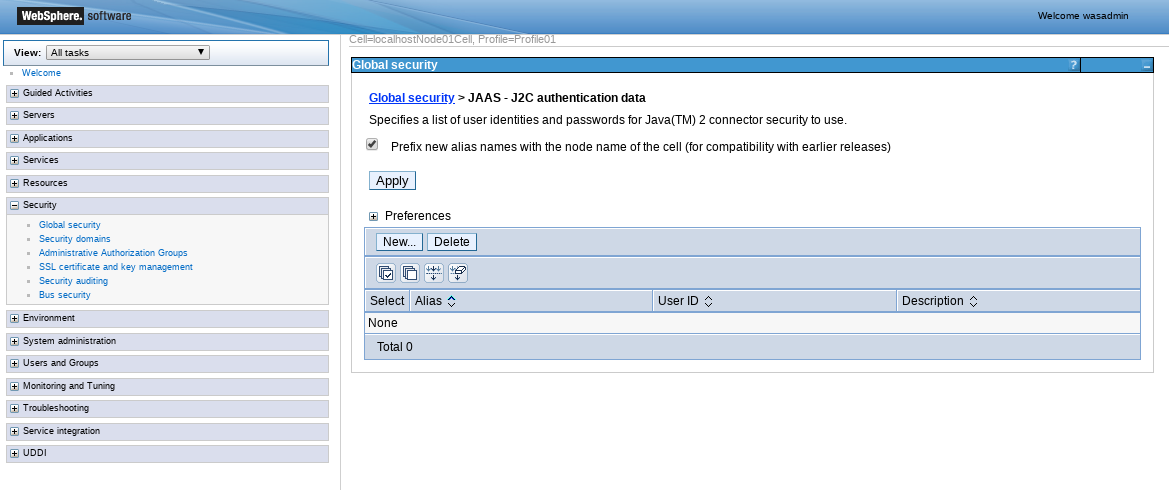 WebSphere. software
Welcome wasadmin
View: All tasks
Cell=localhostNode01Cell, Profile=Profile01
Welcome
Guided Activities
Servers
Applications
Services
Resources
Security
Global security
Security domains
Administrative Authorization Groups
SSL certificate and key management
Security auditing
Bus security
Environment
System administration
Users and Groups
Monitoring and Tuning
Troubleshooting
Service integration
UDDI
Global security ? –
Global security > JAAS - J2C authentication data
Specifies a list of user identities and passwords for Java(TM) 2 connector security to use.
Prefix new alias names with the node name of the cell (for compatibility with earlier releases)
Apply
Preferences
New... Delete
Select Alias User ID Description
None
Total 0